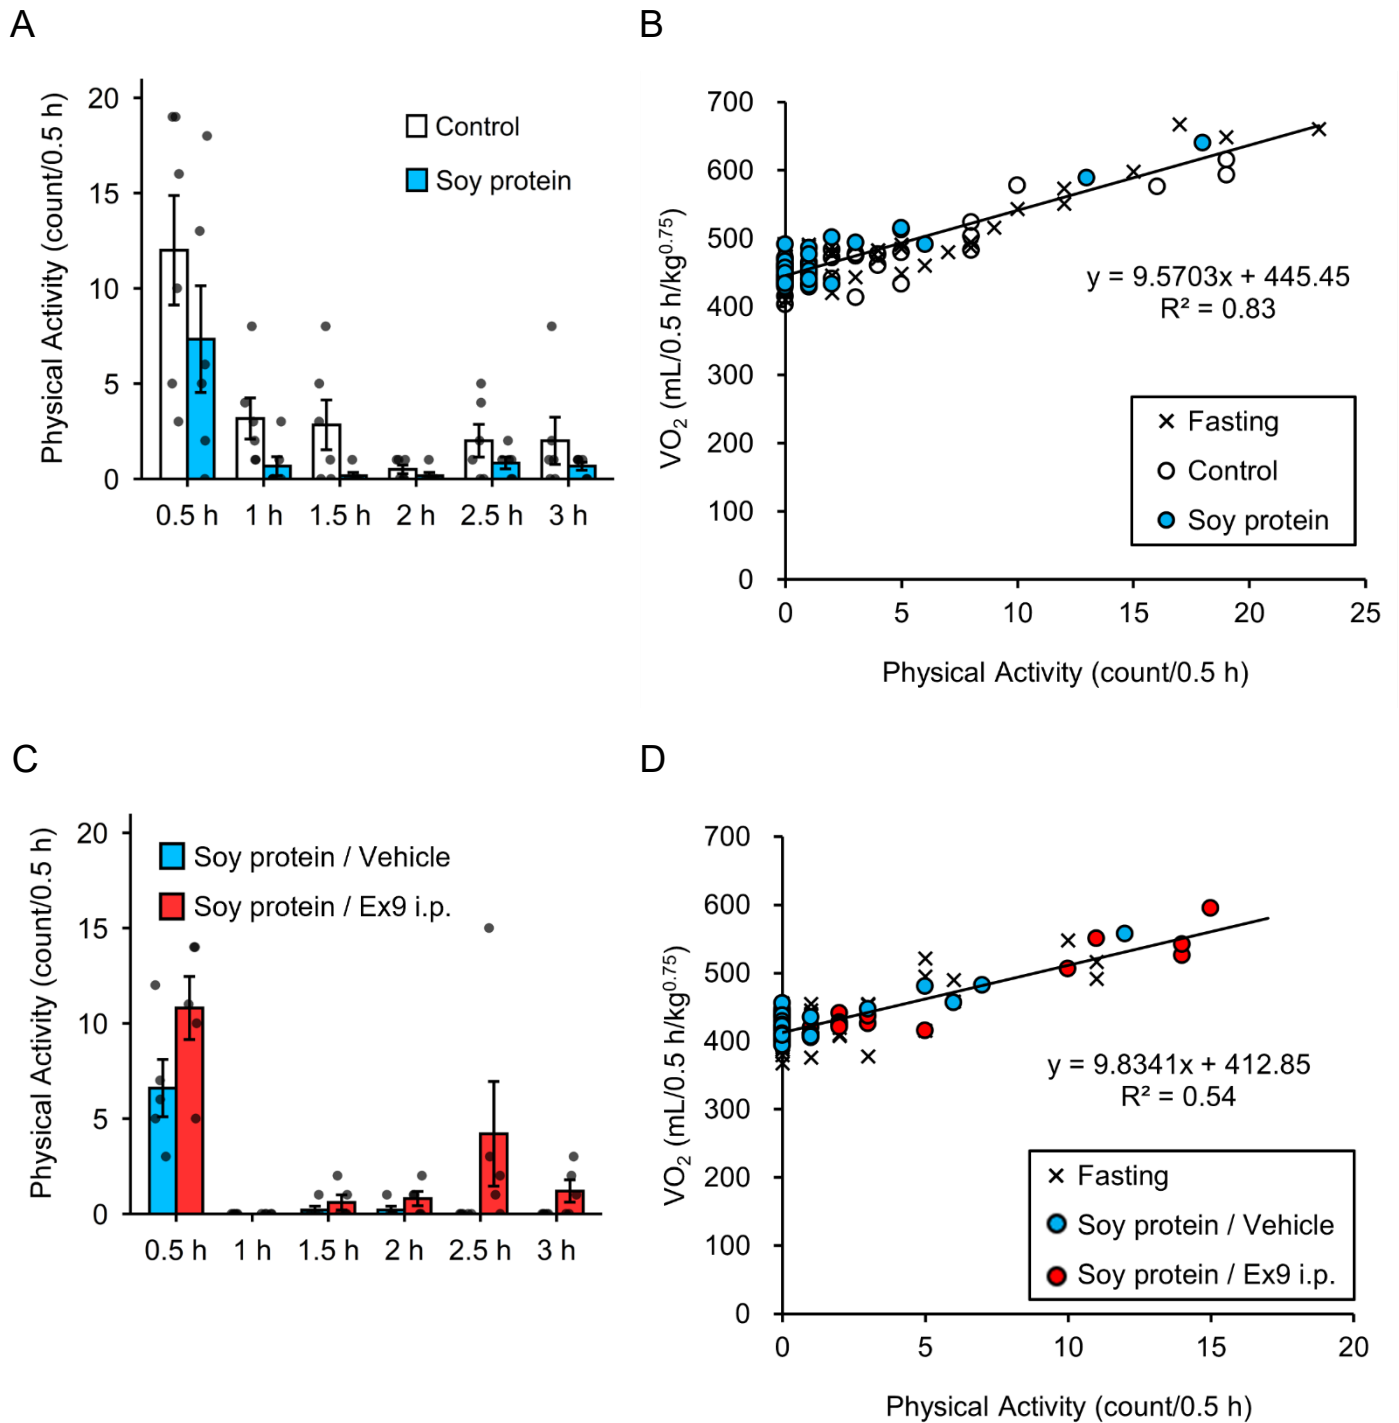 A
Physical Activity (count/0.5 h)
20
15
10
5
0
Control
Soy protein
0.5 h
1 h
1.5 h
2 h
2.5 h
3 h
B
VO₂ (mL/0.5 h/kg⁰·⁷⁵)
700
600
500
400
300
200
100
0
y = 9.5703x + 445.45
R² = 0.83
Fasting
Control
Soy protein
0
5
10
15
20
25
Physical Activity (count/0.5 h)
C
Physical Activity (count/0.5 h)
20
15
10
5
0
Soy protein / Vehicle
Soy protein / Ex9 i.p.
0.5 h
1 h
1.5 h
2 h
2.5 h
3 h
D
VO₂ (mL/0.5 h/kg⁰·⁷⁵)
700
600
500
400
300
200
100
0
y = 9.8341x + 412.85
R² = 0.54
Fasting
Soy protein / Vehicle
Soy protein / Ex9 i.p.
0
5
10
15
20
Physical Activity (count/0.5 h)